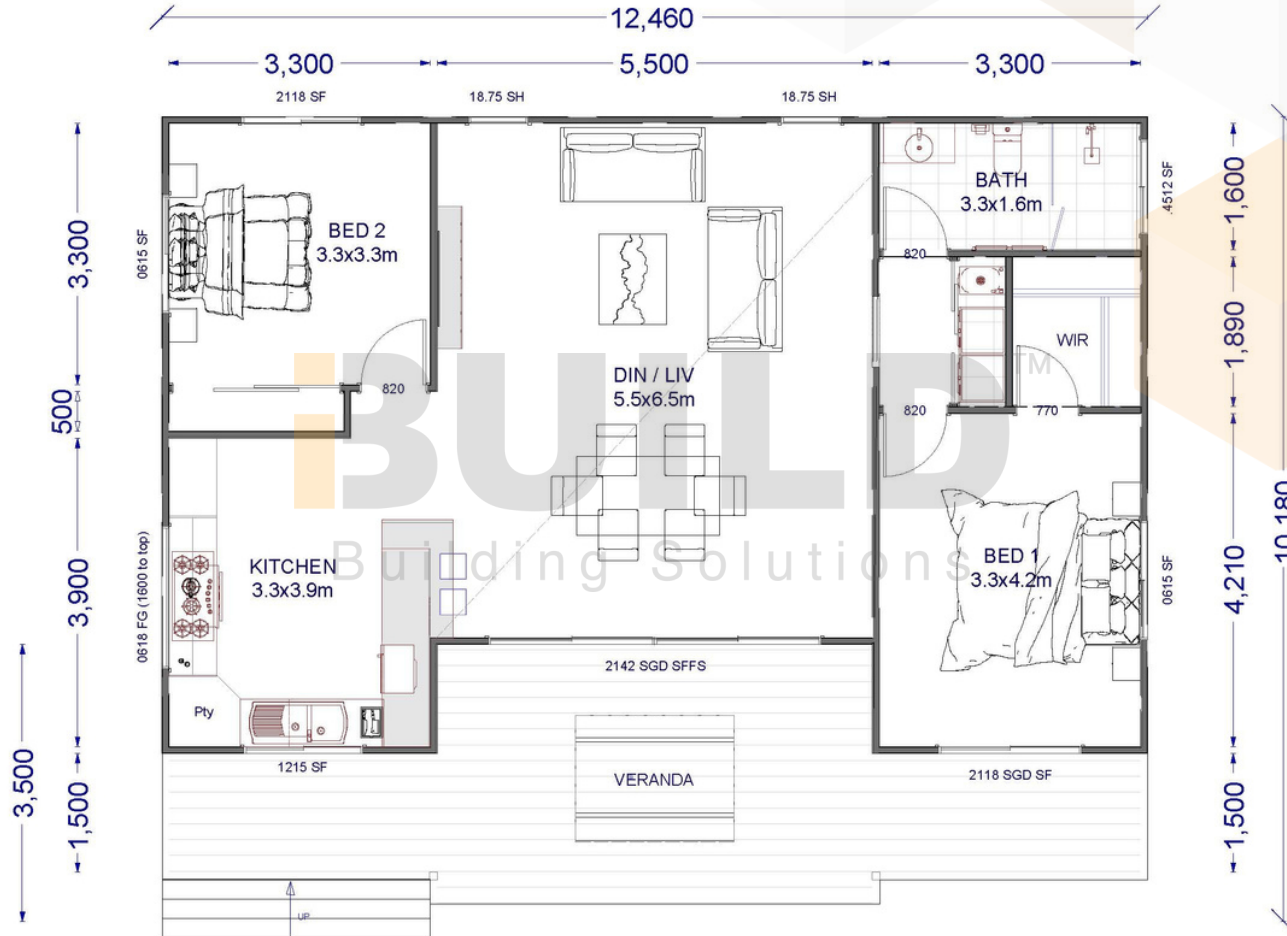 12,460
3,300
5,500
3,300
2118 SF
18.75 SH
18.75 SH
3,300
0615 SF
BED 2
3.3x3.3m
BATH
3.3x1.6m
.4512 SF
1,600
820
1,890
WIR
DIN / LIV
5.5x6.5m
820
500
820
770
iBUILD™
Building Solutions
3,900
0618 FG (1600 to top)
KITCHEN
3.3x3.9m
BED 1
3.3x4.2m
0615 SF
4,210
10,180
Pty
2142 SGD SFFS
1215 SF
VERANDA
2118 SGD SF
3,500
1,500
1,500
UP